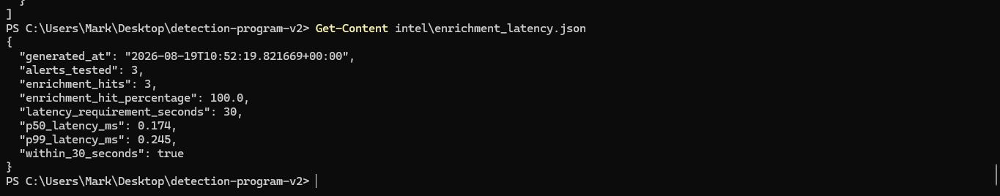 }
]
PS C:\Users\Mark\Desktop\detection-program-v2> Get-Content intel\enrichment_latency.json
{
  "generated_at": "2026-08-19T10:52:19.821669+00:00",
  "alerts_tested": 3,
  "enrichment_hits": 3,
  "enrichment_hit_percentage": 100.0,
  "latency_requirement_seconds": 30,
  "p50_latency_ms": 0.174,
  "p99_latency_ms": 0.245,
  "within_30_seconds": true
}
PS C:\Users\Mark\Desktop\detection-program-v2>